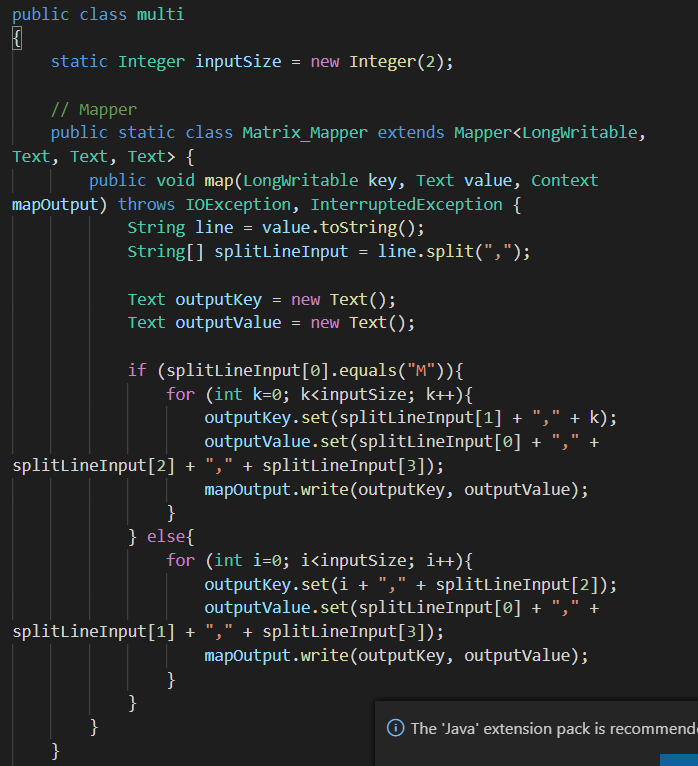 public class multi
{
    static Integer inputSize = new Integer(2);

    // Mapper
    public static class Matrix_Mapper extends Mapper<LongWritable,
Text, Text, Text> {
        public void map(LongWritable key, Text value, Context
mapOutput) throws IOException, InterruptedException {
            String line = value.toString();
            String[] splitLineInput = line.split(",");

            Text outputKey = new Text();
            Text outputValue = new Text();

            if (splitLineInput[0].equals("M")){
                for (int k=0; k<inputSize; k++){
                    outputKey.set(splitLineInput[1] + "," + k);
                    outputValue.set(splitLineInput[0] + "," +
splitLineInput[2] + "," + splitLineInput[3]);
                    mapOutput.write(outputKey, outputValue);
                }
            } else{
                for (int i=0; i<inputSize; i++){
                    outputKey.set(i + "," + splitLineInput[2]);
                    outputValue.set(splitLineInput[0] + "," +
splitLineInput[1] + "," + splitLineInput[3]);
                    mapOutput.write(outputKey, outputValue);
                }
            }
        }
    }
The 'Java' extension pack is